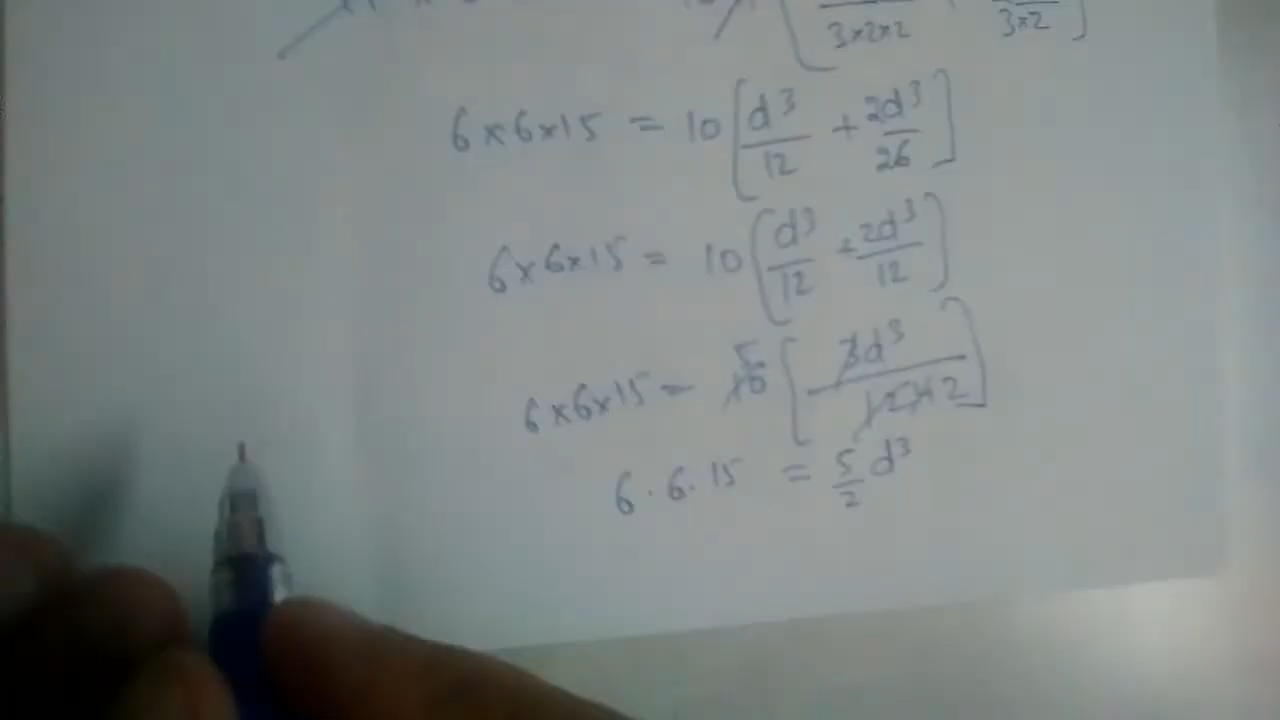 3×2×2 3×2 ]
6×6×15 = 10 [ d³/12 + 2d³/26 ]
6×6×15 = 10 [ d³/12 + 2d³/12 ]
6×6×15 = 5 10 [ 3d³/12 2 ]
6 . 6 . 15 = 5/2 d³